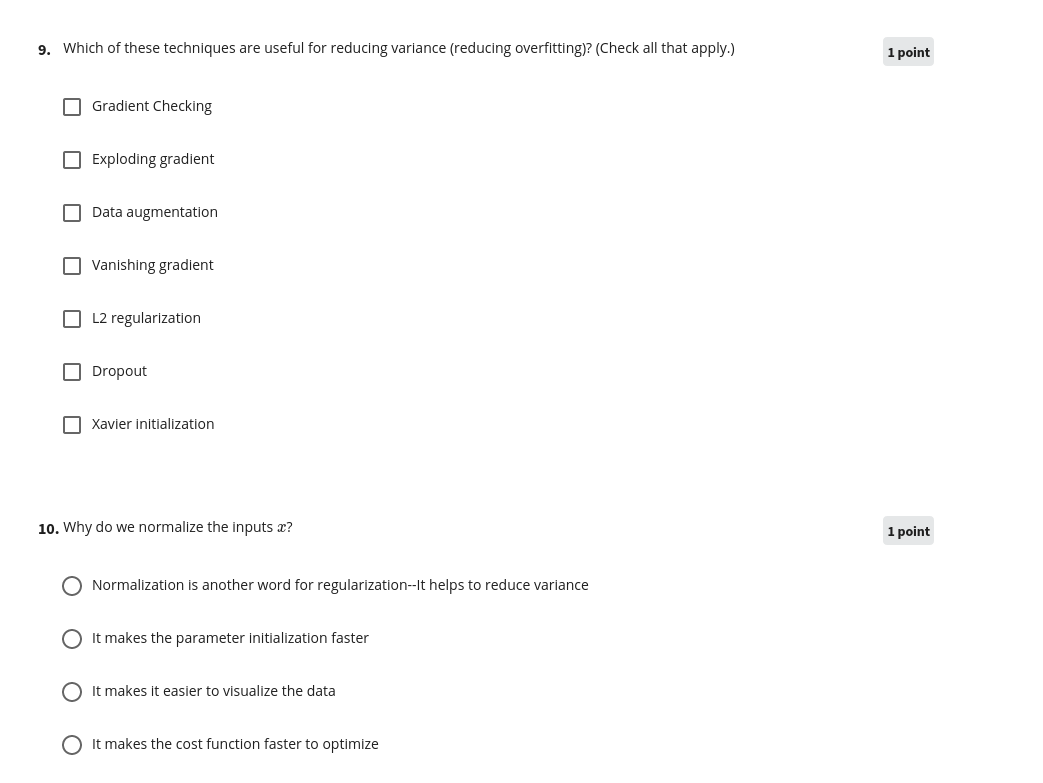 9. Which of these techniques are useful for reducing variance (reducing overfitting)? (Check all that apply.)
1 point
Gradient Checking
Exploding gradient
Data augmentation
Vanishing gradient
L2 regularization
Dropout
Xavier initialization
10. Why do we normalize the inputs x?
1 point
Normalization is another word for regularization--It helps to reduce variance
It makes the parameter initialization faster
It makes it easier to visualize the data
It makes the cost function faster to optimize